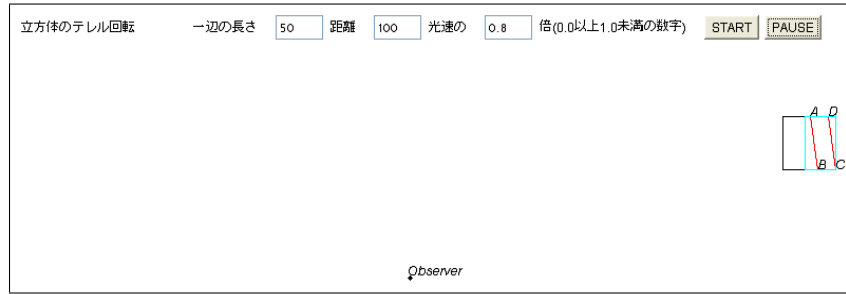 立方体のテレル回転 一辺の長さ 50 距離 100 光速の 0.8 倍(0.0以上1.0未満の数字) START PAUSE
A D
B C
Observer